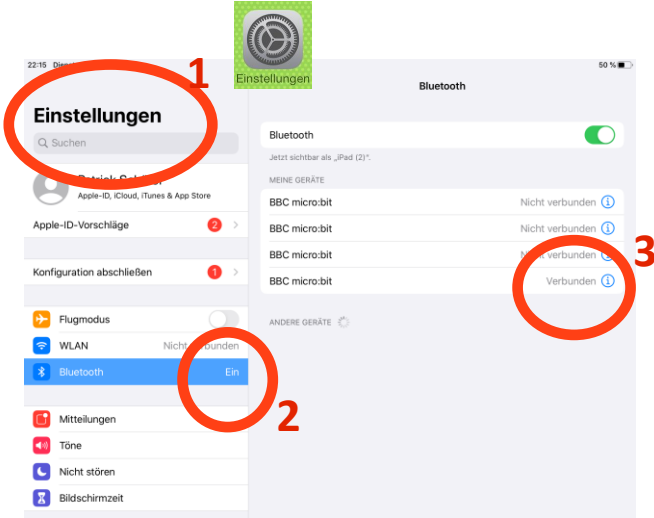 1
Einstellungen
22:15
50 %
Bluetooth
Einstellungen
Suchen
Apple-ID, iCloud, iTunes & App Store
Apple-ID-Vorschläge 2
Konfiguration abschließen 1
Flugmodus
WLAN Nicht verbunden
Bluetooth Ein
2
Mitteilungen
Töne
Nicht stören
Bildschirmzeit
Bluetooth
Jetzt sichtbar als „iPad (2)“.
MEINE GERÄTE
BBC micro:bit Nicht verbunden
BBC micro:bit Nicht verbunden
BBC micro:bit Nicht verbunden
3
BBC micro:bit Verbunden
ANDERE GERÄTE